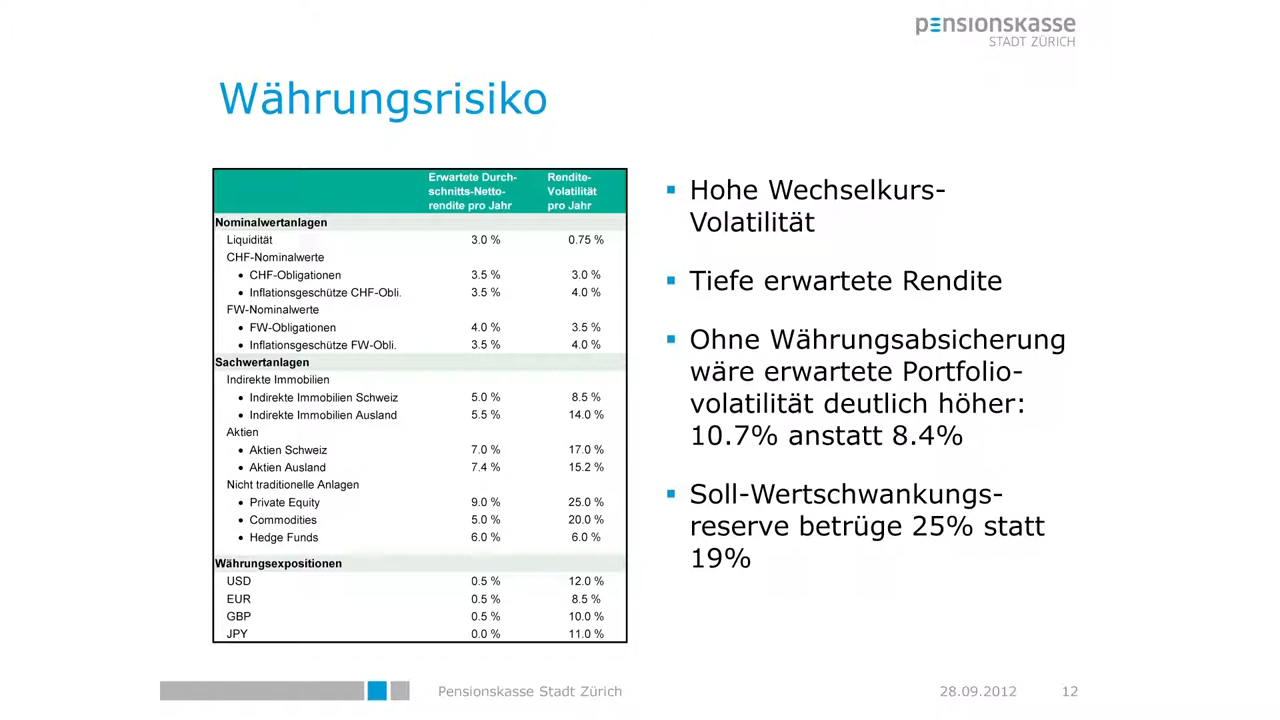 pensionskasse
STADT ZÜRICH
Währungsrisiko
Erwartete Durch- Rendite-
schnitts-Netto- Volatilität
rendite pro Jahr pro Jahr
Nominalwertanlagen
Liquidität 3.0 % 0.75 %
CHF-Nominalwerte
• CHF-Obligationen 3.5 % 3.0 %
• Inflationsgeschütze CHF-Obli. 3.5 % 4.0 %
FW-Nominalwerte
• FW-Obligationen 4.0 % 3.5 %
• Inflationsgeschütze FW-Obli. 3.5 % 4.0 %
Sachwertanlagen
Indirekte Immobilien
• Indirekte Immobilien Schweiz 5.0 % 8.5 %
• Indirekte Immobilien Ausland 5.5 % 14.0 %
Aktien
• Aktien Schweiz 7.0 % 17.0 %
• Aktien Ausland 7.4 % 15.2 %
Nicht traditionelle Anlagen
• Private Equity 9.0 % 25.0 %
• Commodities 5.0 % 20.0 %
• Hedge Funds 6.0 % 6.0 %
Währungsexpositionen
USD 0.5 % 12.0 %
EUR 0.5 % 8.5 %
GBP 0.5 % 10.0 %
JPY 0.0 % 11.0 %
▪ Hohe Wechselkurs-
Volatilität
▪ Tiefe erwartete Rendite
▪ Ohne Währungsabsicherung
wäre erwartete Portfolio-
volatilität deutlich höher:
10.7% anstatt 8.4%
▪ Soll-Wertschwankungs-
reserve betrüge 25% statt
19%
Pensionskasse Stadt Zürich 28.09.2012 12